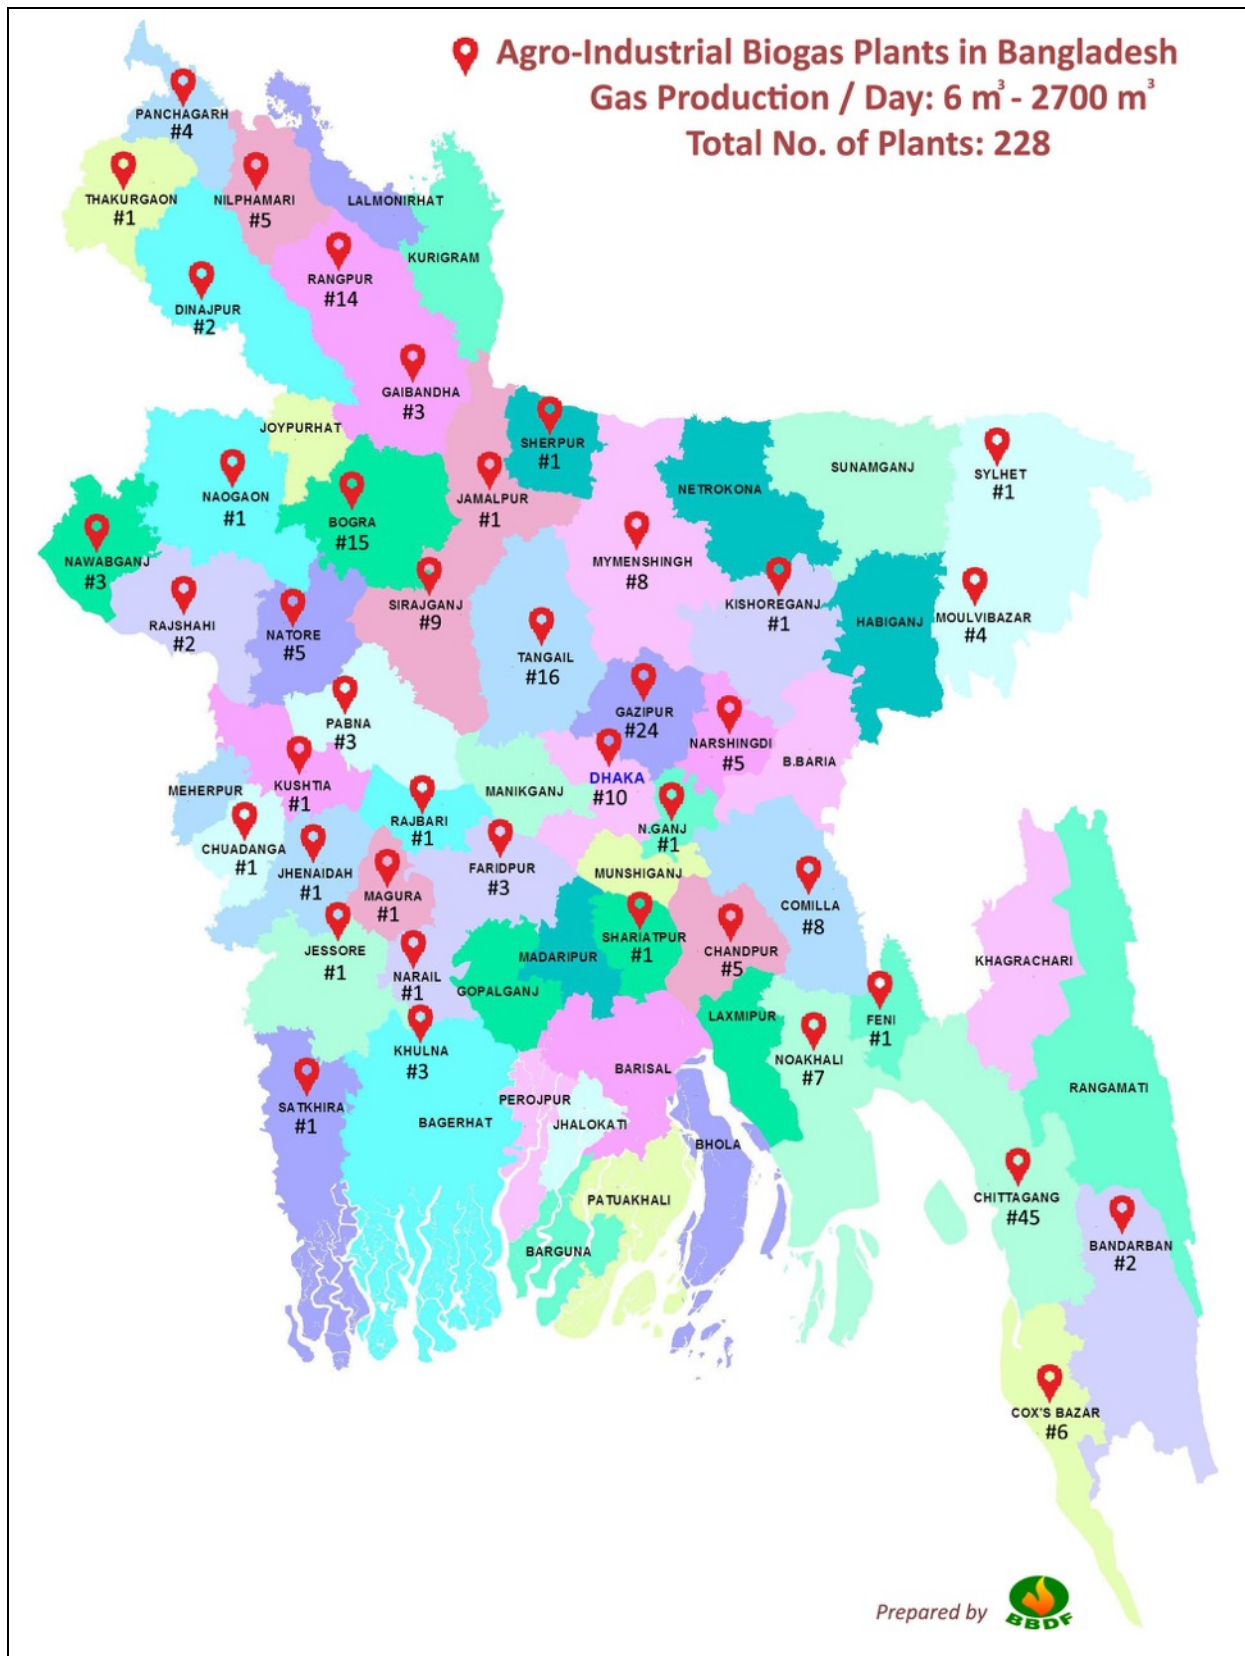 Agro-Industrial Biogas Plants in Bangladesh
Gas Production / Day: 6 m³ - 2700 m³
Total No. of Plants: 228
PANCHAGARH
#4
THAKURGAON
#1
NILPHAMARI
#5
LALMONIRHAT
KURIGRAM
RANGPUR
#14
DINAJPUR
#2
GAIBANDHA
#3
JOYPURHAT
SHERPUR
#1
SUNAMGANJ
SYLHET
#1
NAOGAON
#1
JAMALPUR
#1
NETROKONA
BOGRA
#15
NAWABGANJ
#3
MYMENSHINGH
#8
SIRAJGANJ
#9
KISHOREGANJ
#1
HABIGANJ
MOULVIBAZAR
#4
RAJSHAHI
#2
NATORE
#5
TANGAIL
#16
GAZIPUR
#24
PABNA
#3
NARSHINGDI
#5
B.BARIA
DHAKA
#10
MEHERPUR
KUSHTIA
#1
MANIKGANJ
RAJBARI
#1
N.GANJ
#1
CHUADANGA
#1
JHENAIDAH
#1
FARIDPUR
#3
MUNSHIGANJ
MAGURA
#1
COMILLA
#8
JESSORE
#1
SHARIATPUR
#1
CHANDPUR
#5
MADARIPUR
KHAGRACHARI
NARAIL
#1
GOPALGANJ
LAXMIPUR
FENI
#1
KHULNA
#3
NOAKHALI
#7
BARISAL
RANGAMATI
SATKHIRA
#1
PEROJPUR
BAGERHAT
JHALOKATI
BHOLA
PATUAKHALI
CHITTAGANG
#45
BARGUNA
BANDARBAN
#2
COX'S BAZAR
#6
Prepared by
BBDF